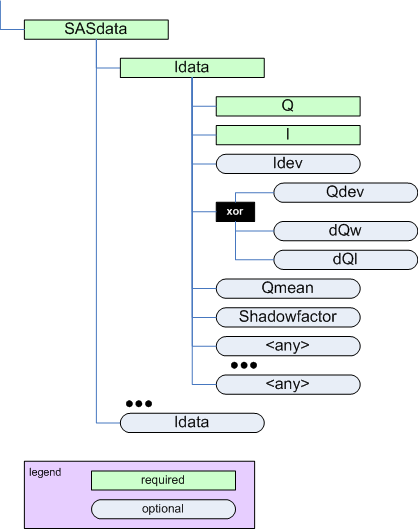 SASdata
Idata
Q
I
Idev
Qdev
xor
dQw
dQl
Qmean
Shadowfactor
<any>
•••
<any>
•••
Idata
legend
required
optional